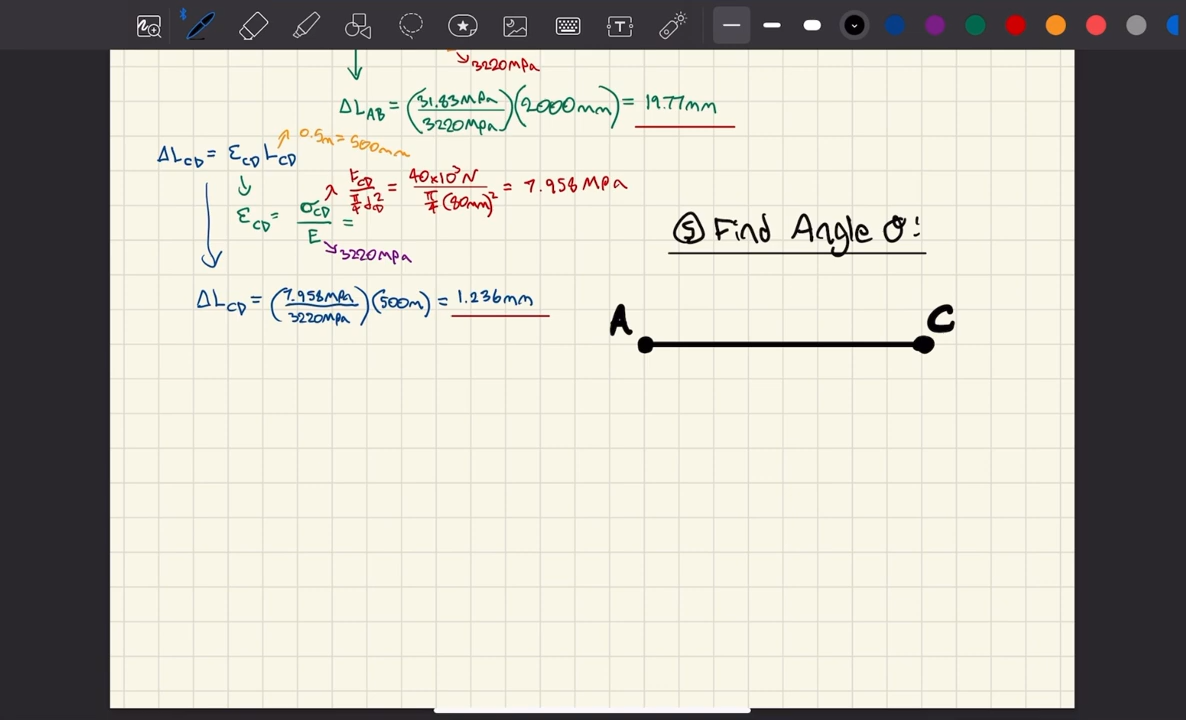 ↘3220MPa
ΔL_AB = (31.83MPa / 3220MPa)(2000mm) = 19.77mm
0.5m = 500mm
ΔL_CD = ε_CD L_CD
ε_CD = σ_CD / E =
F_CD / (π/4 d²_CD) = 40×10³N / (π/4 (80mm)²) = 7.958 MPa
↘3220MPa
ΔL_CD = (7.958MPa / 3220MPa)(500m) = 1.236mm
⑤ Find Angle θ:
A C
T